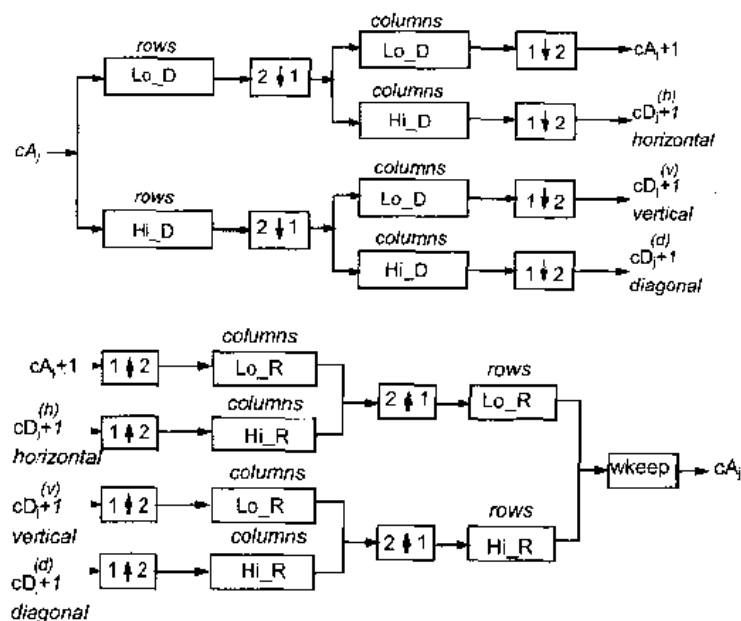 columns
rows
Lo_D
1 ↓ 2
cAⱼ+1
Lo_D
2 ↓ 1
columns
Hi_D
1 ↓ 2
cDⱼ+1 (h)
horizontal
cAⱼ
columns
rows
Lo_D
1 ↓ 2
cDⱼ+1 (v)
vertical
Hi_D
2 ↓ 1
columns
Hi_D
1 ↓ 2
cDⱼ+1 (d)
diagonal
columns
cAⱼ+1
1 ↑ 2
Lo_R
rows
columns
2 ↑ 1
Lo_R
cDⱼ+1 (h)
horizontal
1 ↑ 2
Hi_R
wkeep
cAⱼ
columns
cDⱼ+1 (v)
vertical
1 ↑ 2
Lo_R
rows
columns
2 ↑ 1
Hi_R
cDⱼ+1 (d)
diagonal
1 ↑ 2
Hi_R